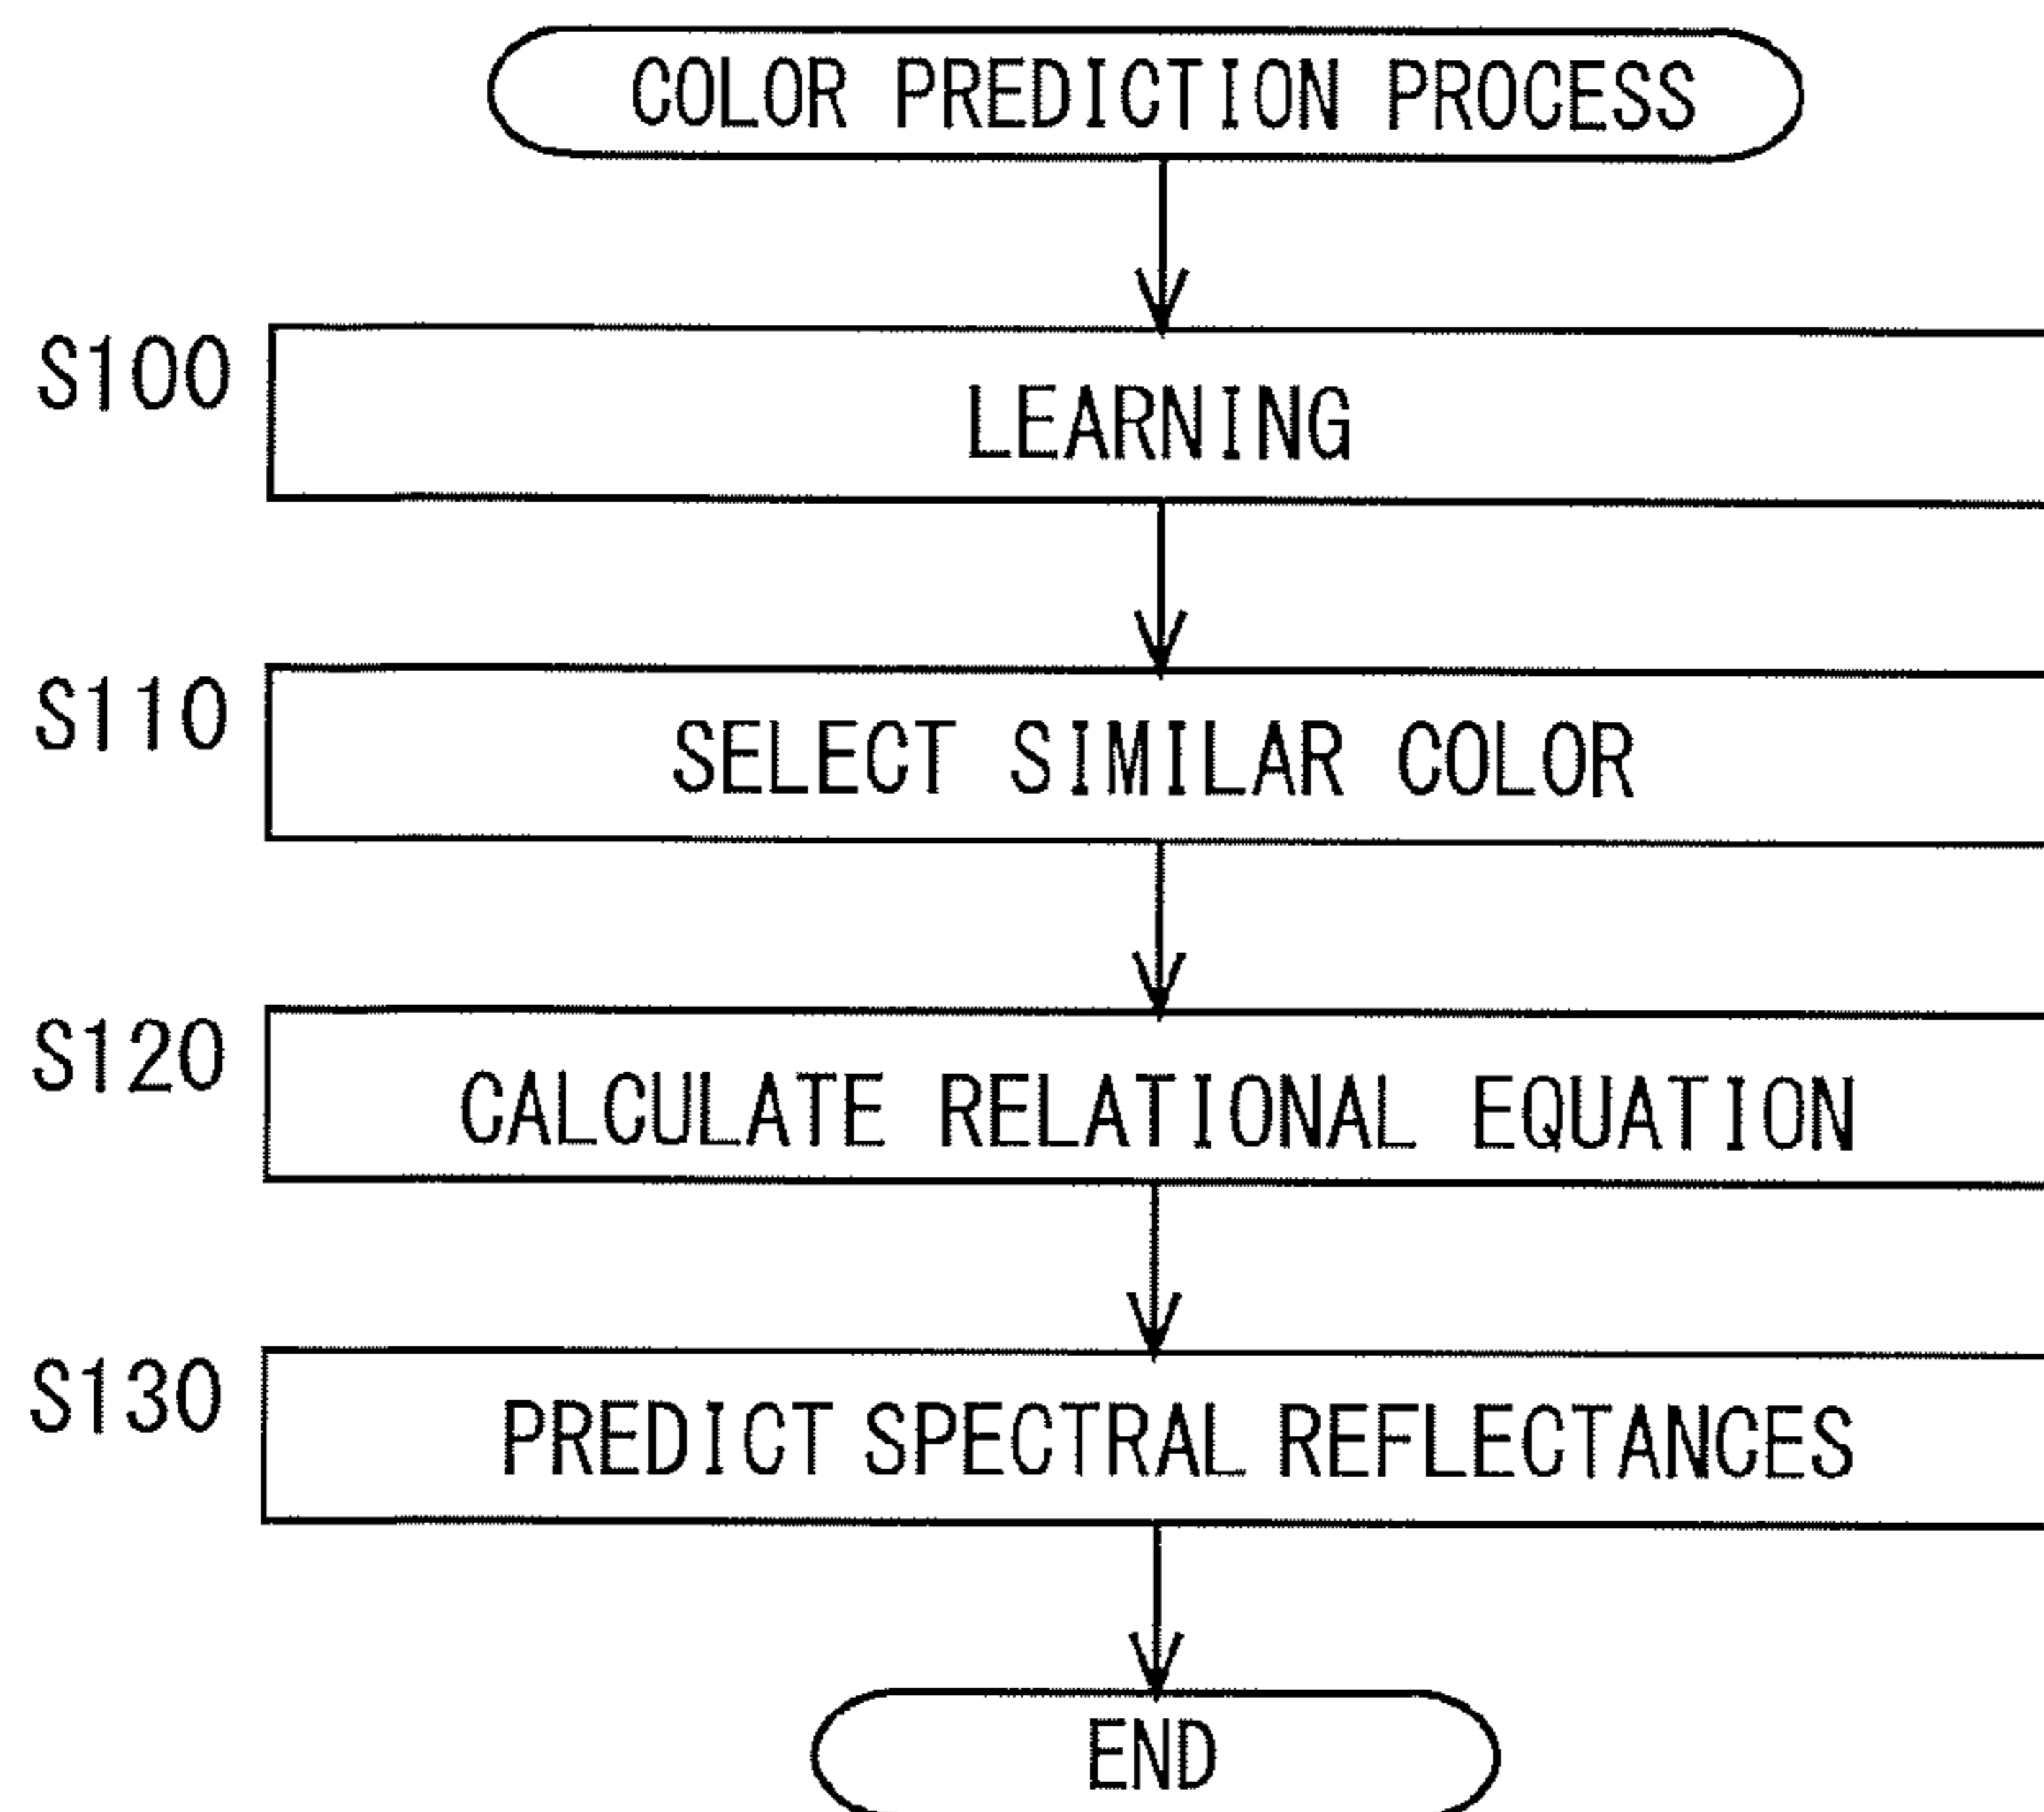 COLOR PREDICTION PROCESS
S100
LEARNING
S110
SELECT SIMILAR COLOR
S120
CALCULATE RELATIONAL EQUATION
S130
PREDICT SPECTRAL REFLECTANCES
END